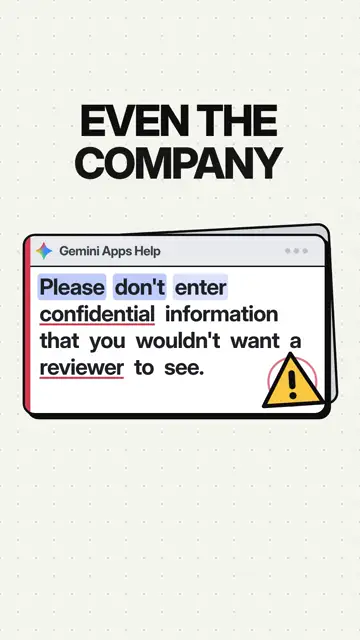 EVEN THE
COMPANY
Gemini Apps Help
Please don't enter
confidential information
that you wouldn't want a
reviewer to see.